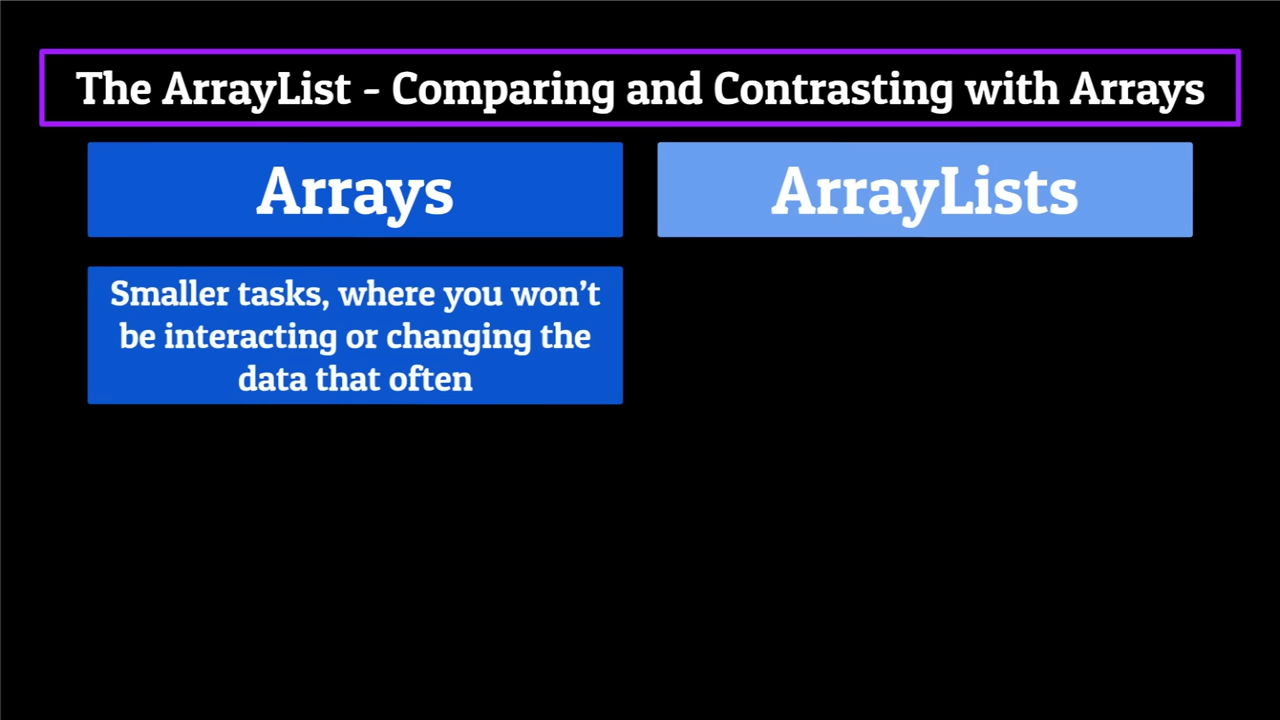 The ArrayList - Comparing and Contrasting with Arrays
Arrays
ArrayLists
Smaller tasks, where you won't
be interacting or changing the
data that often